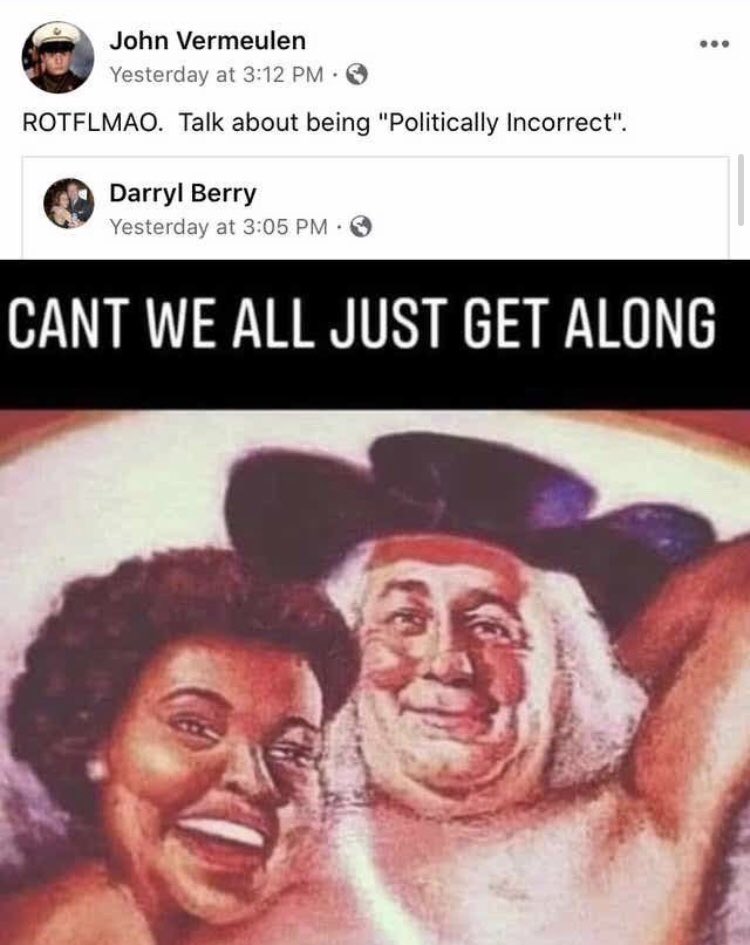 John Vermeulen
Yesterday at 3:12 PM ·
ROTFLMAO. Talk about being "Politically Incorrect".
Darryl Berry
Yesterday at 3:05 PM ·
CANT WE ALL JUST GET ALONG